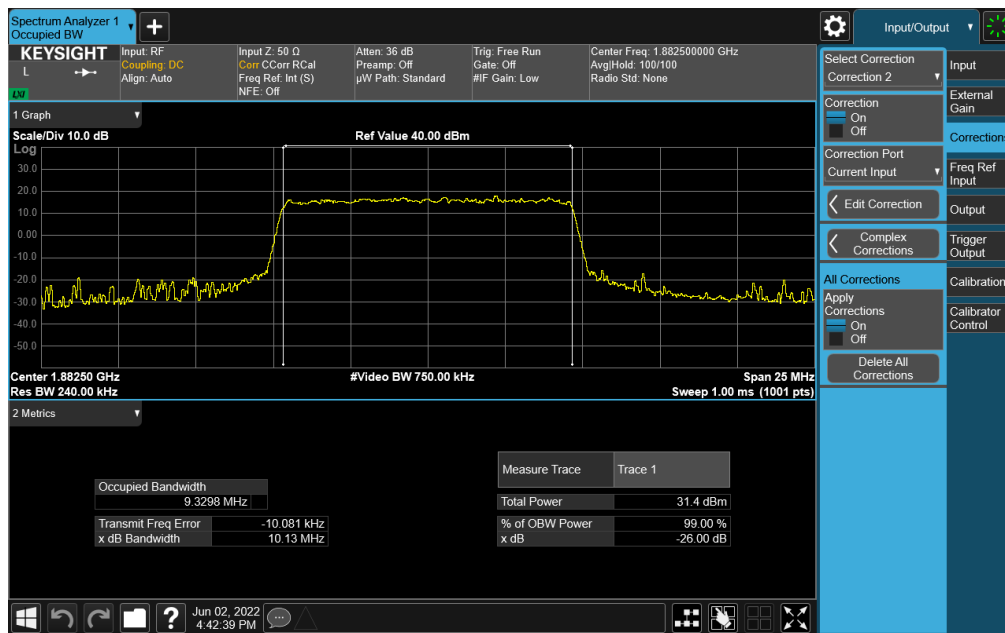 Spectrum Analyzer 1
Occupied BW
KEYSIGHT
L
LXI
Input: RF
Coupling: DC
Align: Auto
Input Z: 50 Ω
Corr CCorr RCal
Freq Ref: Int (S)
NFE: Off
Atten: 36 dB
Preamp: Off
µW Path: Standard
Trig: Free Run
Gate: Off
#IF Gain: Low
Center Freq: 1.882500000 GHz
Avg|Hold: 100/100
Radio Std: None
1 Graph
Scale/Div 10.0 dB
Ref Value 40.00 dBm
Log
30.0
20.0
10.0
0.00
-10.0
-20.0
-30.0
-40.0
-50.0
Center 1.88250 GHz
#Video BW 750.00 kHz
Span 25 MHz
Res BW 240.00 kHz
Sweep 1.00 ms (1001 pts)
2 Metrics
Occupied Bandwidth
9.3298 MHz
Transmit Freq Error -10.081 kHz
x dB Bandwidth 10.13 MHz
Measure Trace Trace 1
Total Power 31.4 dBm
% of OBW Power 99.00 %
x dB -26.00 dB
Jun 02, 2022
4:42:39 PM
Input/Output
Select Correction
Correction 2
Correction
On
Off
Correction Port
Current Input
Edit Correction
Complex
Corrections
All Corrections
Apply
Corrections
On
Off
Delete All
Corrections
Input
External
Gain
Corrections
Freq Ref
Input
Output
Trigger
Output
Calibration
Calibrator
Control